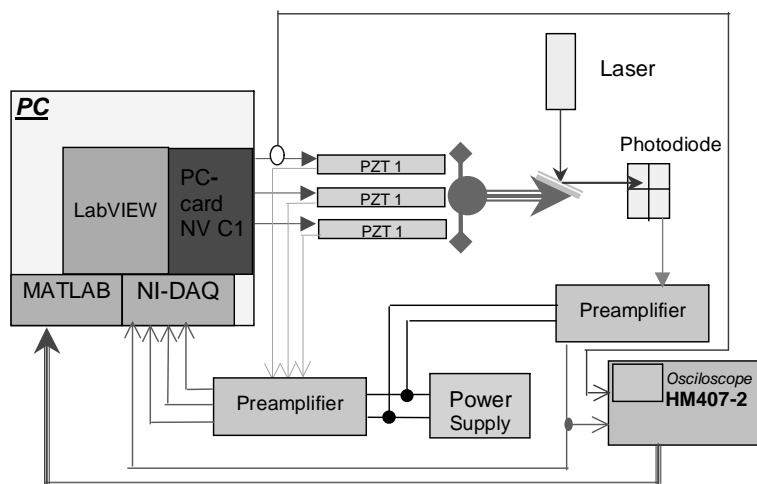 PC
LabVIEW
PC-
card
NV C1
MATLAB
NI-DAQ
PZT 1
PZT 1
PZT 1
Laser
Photodiode
Preamplifier
Preamplifier
Power
Supply
Osciloscope
HM407-2